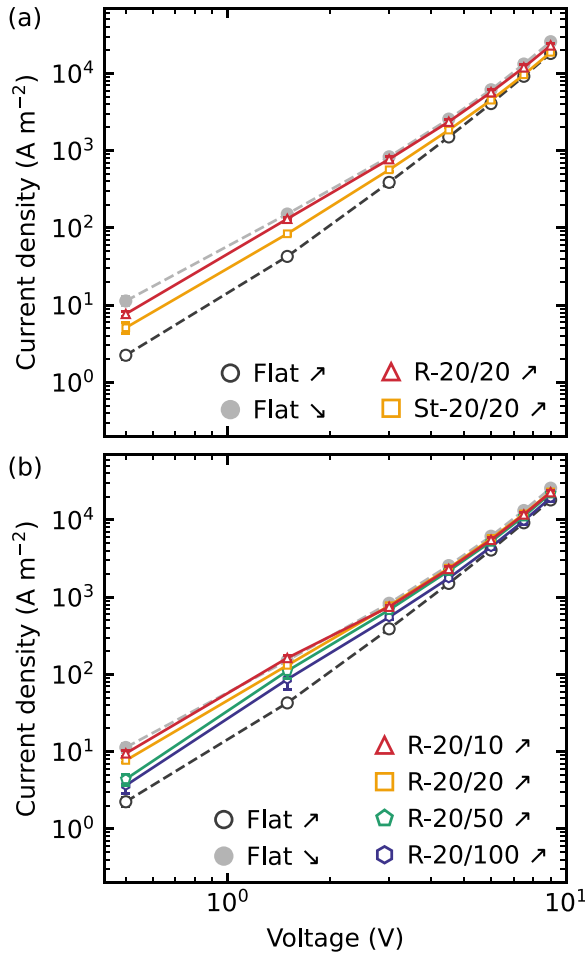 (a)
Current density (A m⁻²)
10⁴
10³
10²
10¹
10⁰
Flat ↗
Flat ↘
R-20/20 ↗
St-20/20 ↗
(b)
Current density (A m⁻²)
10⁴
10³
10²
10¹
10⁰
Flat ↗
Flat ↘
R-20/10 ↗
R-20/20 ↗
R-20/50 ↗
R-20/100 ↗
10⁰ 10¹
Voltage (V)